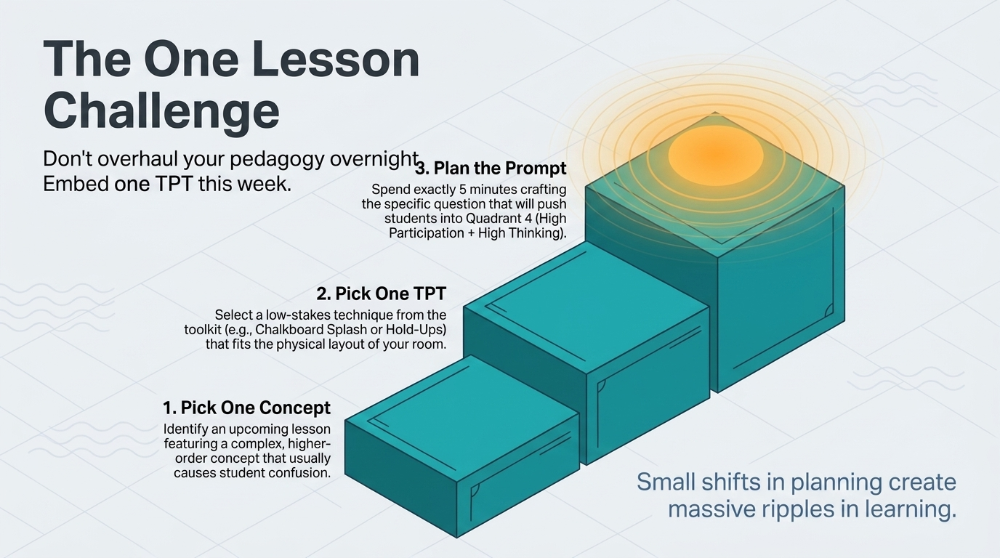 The One Lesson
Challenge
Don't overhaul your pedagogy overnight.
Embed one TPT this week.
3. Plan the Prompt
Spend exactly 5 minutes crafting
the specific question that will push
students into Quadrant 4 (High
Participation + High Thinking).
2. Pick One TPT
Select a low-stakes technique from the
toolkit (e.g., Chalkboard Splash or Hold-Ups)
that fits the physical layout of your room.
1. Pick One Concept
Identify an upcoming lesson
featuring a complex, higher-
order concept that usually
causes student confusion.
Small shifts in planning create
massive ripples in learning.